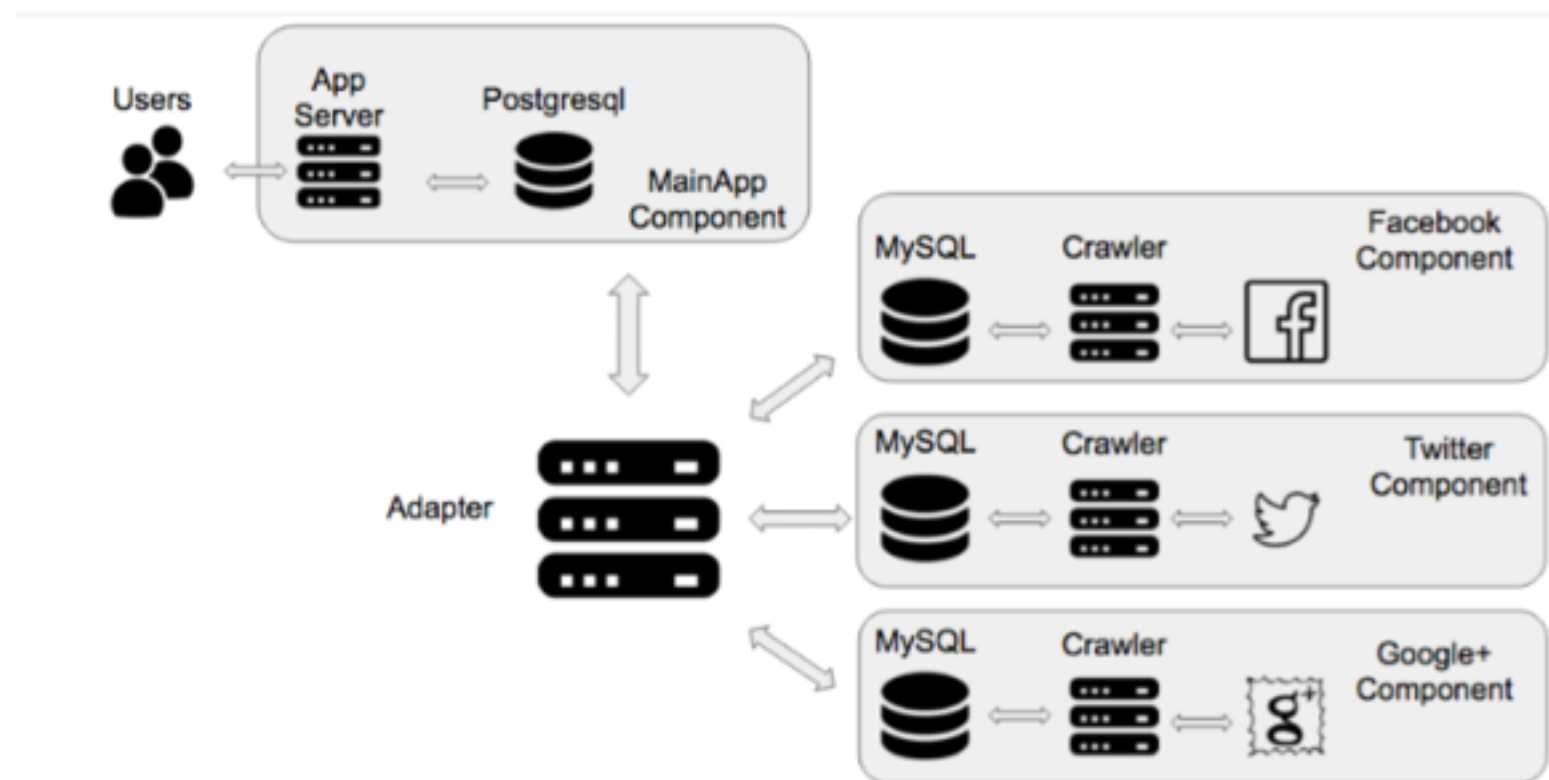 Users
App
Server
Postgresql
MainApp
Component
MySQL
Crawler
Facebook
Component
Adapter
MySQL
Crawler
Twitter
Component
MySQL
Crawler
Google+
Component
g+